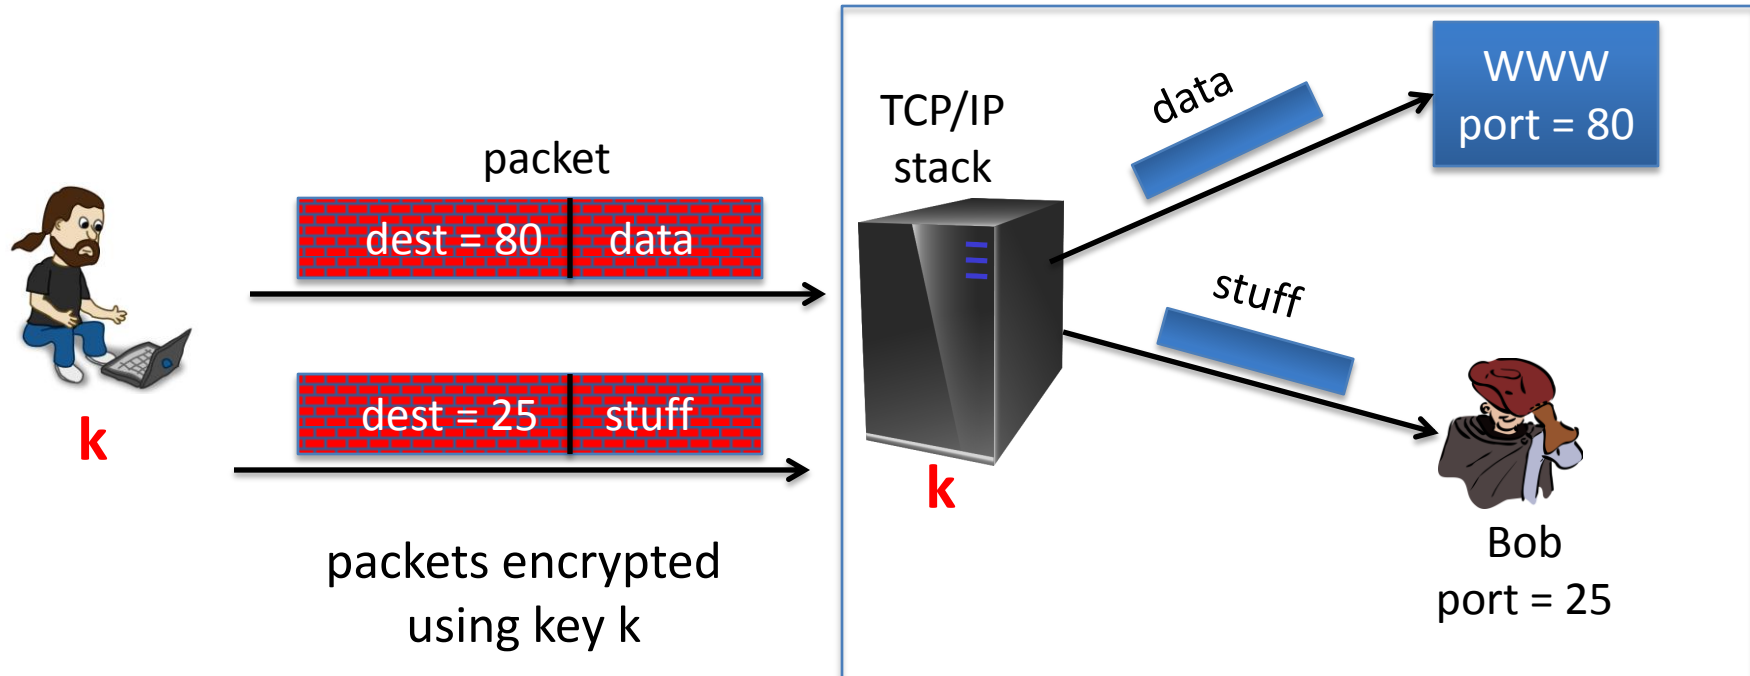 packet
dest = 80 data
k
dest = 25 stuff
packets encrypted
using key k
TCP/IP
stack
k
data
WWW
port = 80
stuff
Bob
port = 25